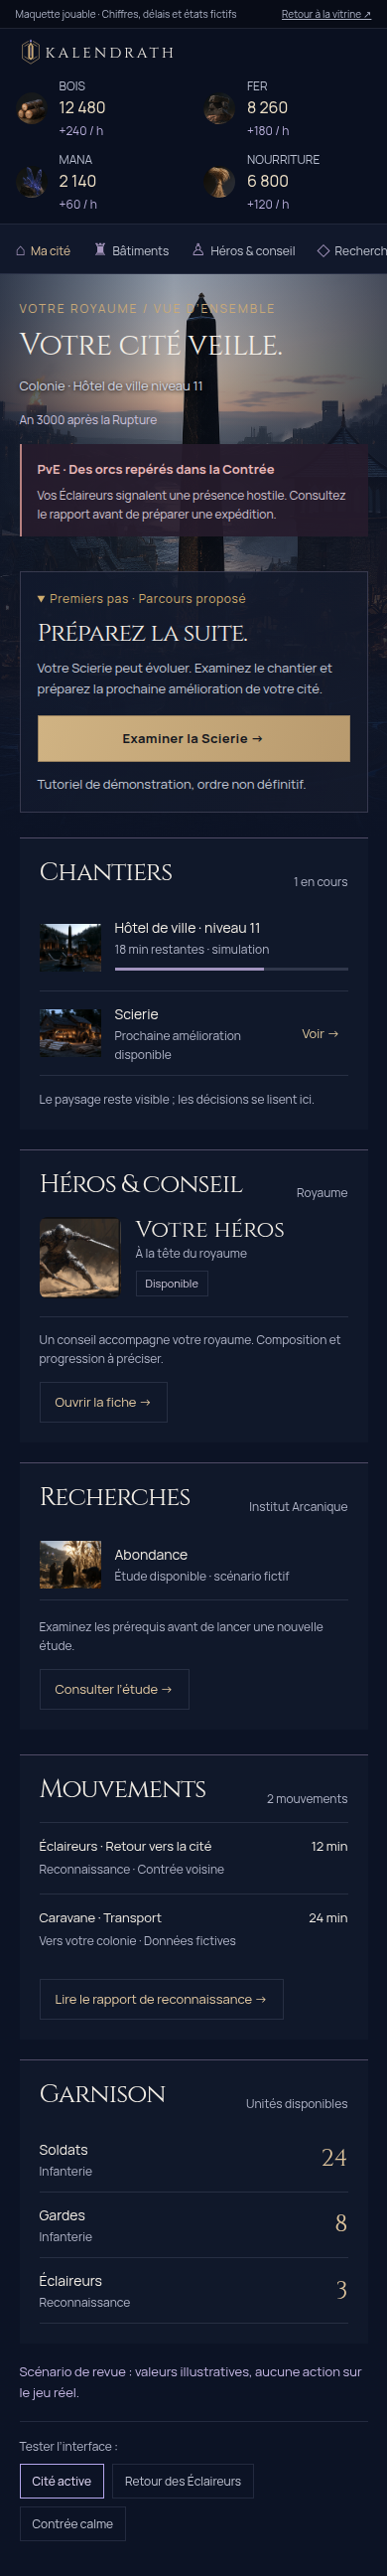 Maquette jouable · Chiffres, délais et états fictifs
Retour à la vitrine ↗
KALENDRATH
BOIS
12 480
+240 / h
FER
8 260
+180 / h
MANA
2 140
+60 / h
NOURRITURE
6 800
+120 / h
Ma cité
Bâtiments
Héros & conseil
Recherch
VOTRE ROYAUME / VUE D'ENSEMBLE
VOTRE CITÉ VEILLE.
Colonie · Hôtel de ville niveau 11
An 3000 après la Rupture
PvE · Des orcs repérés dans la Contrée
Vos Éclaireurs signalent une présence hostile. Consultez
le rapport avant de préparer une expédition.
▼ Premiers pas · Parcours proposé
PRÉPAREZ LA SUITE.
Votre Scierie peut évoluer. Examinez le chantier et
préparez la prochaine amélioration de votre cité.
Examiner la Scierie →
Tutoriel de démonstration, ordre non définitif.
CHANTIERS
1 en cours
Hôtel de ville · niveau 11
18 min restantes · simulation
Scierie
Prochaine amélioration
disponible
Voir →
Le paysage reste visible ; les décisions se lisent ici.
HÉROS & CONSEIL
Royaume
VOTRE HÉROS
À la tête du royaume
Disponible
Un conseil accompagne votre royaume. Composition et
progression à préciser.
Ouvrir la fiche →
RECHERCHES
Institut Arcanique
Abondance
Étude disponible · scénario fictif
Examinez les prérequis avant de lancer une nouvelle
étude.
Consulter l'étude →
MOUVEMENTS
2 mouvements
Éclaireurs · Retour vers la cité
12 min
Reconnaissance · Contrée voisine
Caravane · Transport
24 min
Vers votre colonie · Données fictives
Lire le rapport de reconnaissance →
GARNISON
Unités disponibles
Soldats
24
Infanterie
Gardes
8
Infanterie
Éclaireurs
3
Reconnaissance
Scénario de revue : valeurs illustratives, aucune action sur
le jeu réel.
Tester l'interface :
Cité active
Retour des Éclaireurs
Contrée calme